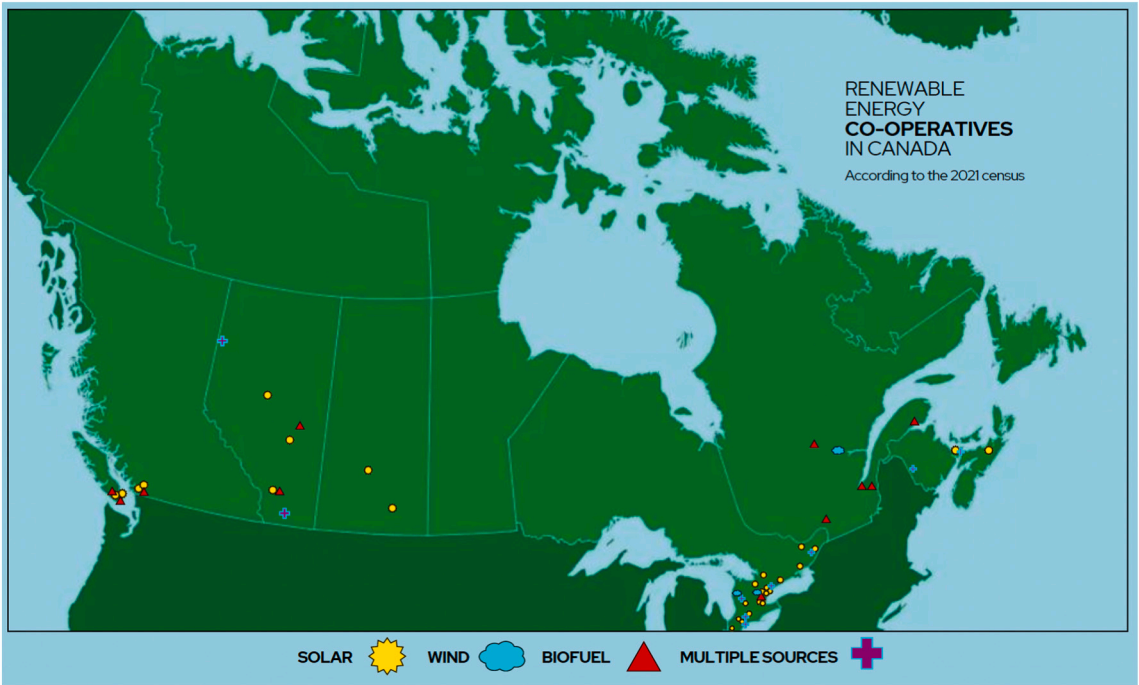 RENEWABLE
ENERGY
CO-OPERATIVES
IN CANADA
According to the 2021 census
SOLAR WIND BIOFUEL MULTIPLE SOURCES